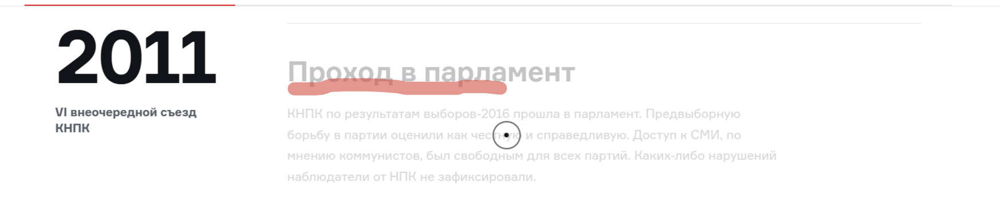 2011
VI внеочередной съезд
КНПК
Проход в парламент
КНПК по результатам выборов-2016 прошла в парламент. Предвыборную
борьбу в партии оценили как честную и справедливую. Доступ к СМИ, по
мнению коммунистов, был свободным для всех партий. Каких-либо нарушений
наблюдатели от НПК не зафиксировали.